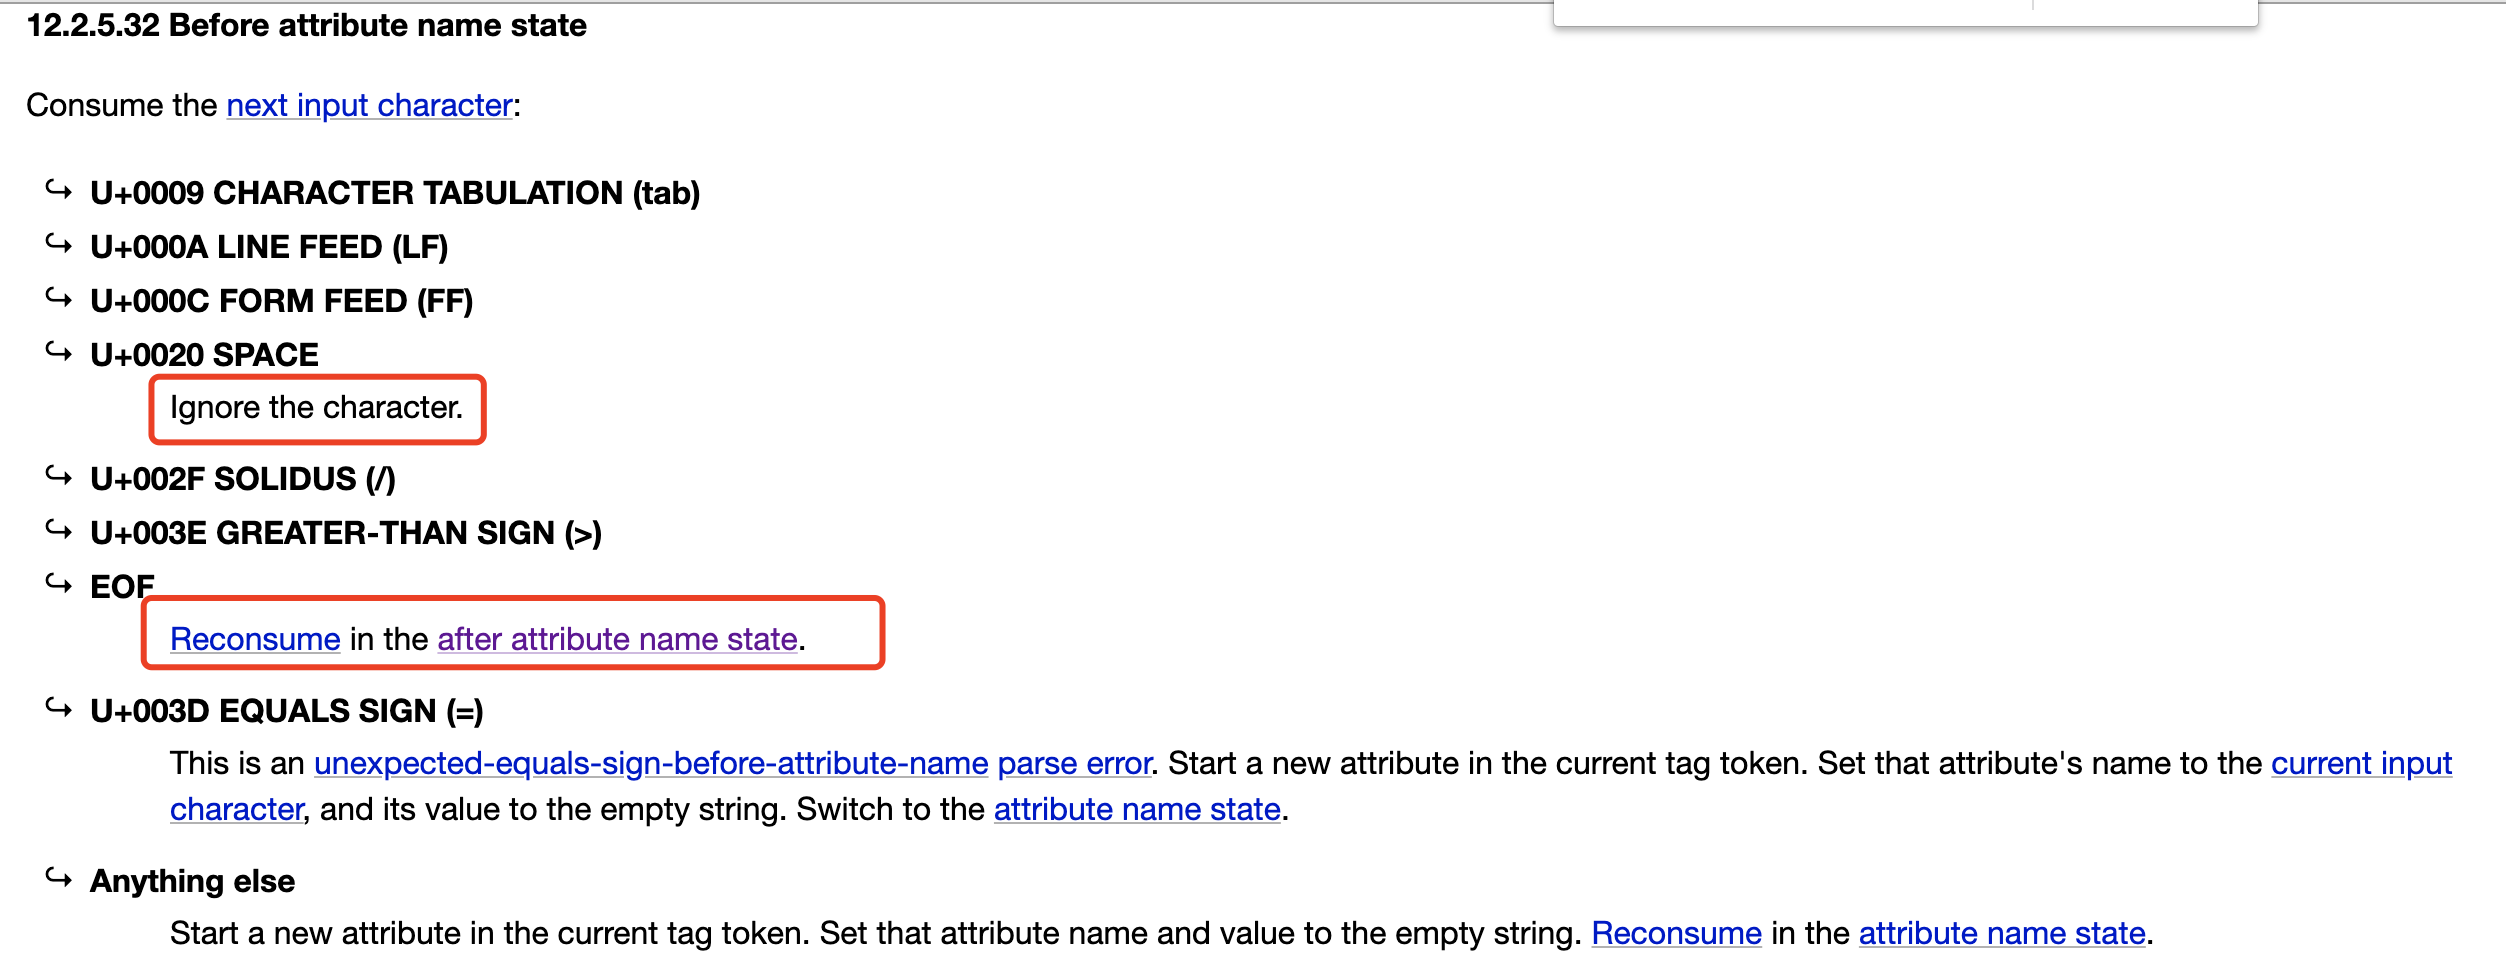 12.2.5.32 Before attribute name state
Consume the next input character:
↪ U+0009 CHARACTER TABULATION (tab)
↪ U+000A LINE FEED (LF)
↪ U+000C FORM FEED (FF)
↪ U+0020 SPACE
Ignore the character.
↪ U+002F SOLIDUS (/)
↪ U+003E GREATER-THAN SIGN (>)
↪ EOF
Reconsume in the after attribute name state.
↪ U+003D EQUALS SIGN (=)
This is an unexpected-equals-sign-before-attribute-name parse error. Start a new attribute in the current tag token. Set that attribute's name to the current input
character, and its value to the empty string. Switch to the attribute name state.
↪ Anything else
Start a new attribute in the current tag token. Set that attribute name and value to the empty string. Reconsume in the attribute name state.